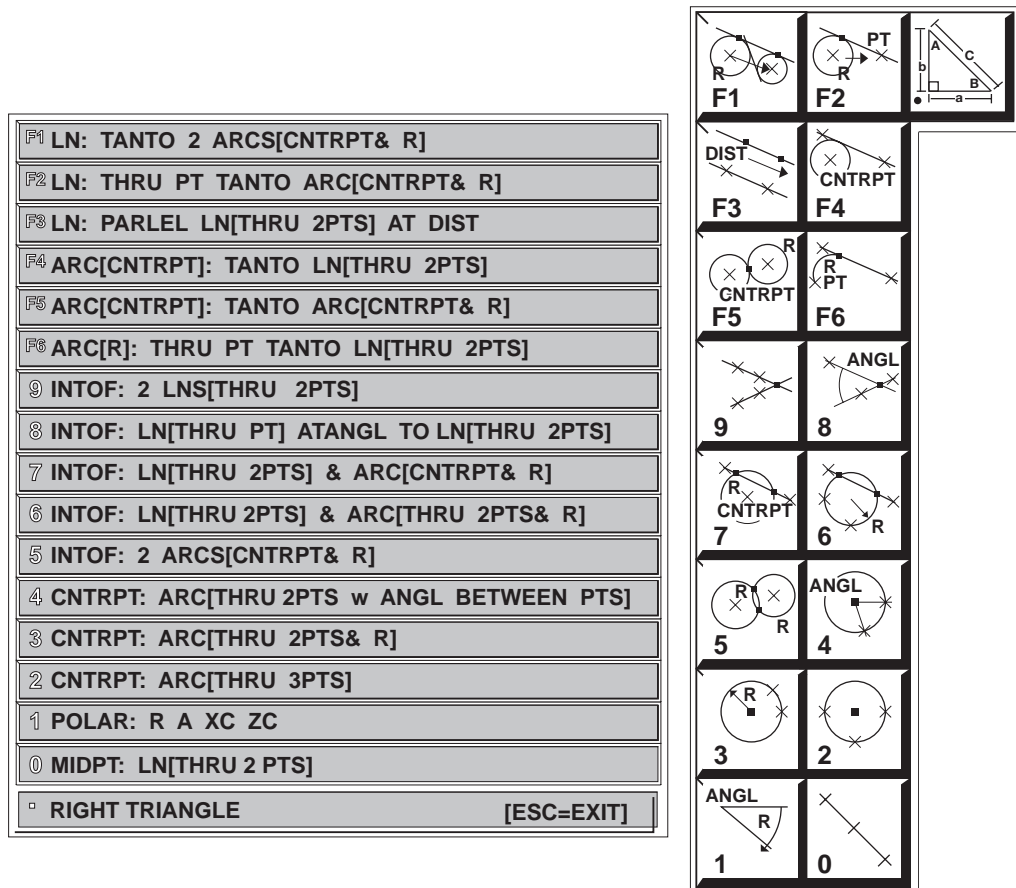 F1 LN: TANTO 2 ARCS[CNTRPT& R]
F2 LN: THRU PT TANTO ARC[CNTRPT& R]
F3 LN: PARLEL LN[THRU 2PTS] AT DIST
F4 ARC[CNTRPT]: TANTO LN[THRU 2PTS]
F5 ARC[CNTRPT]: TANTO ARC[CNTRPT& R]
F6 ARC[R]: THRU PT TANTO LN[THRU 2PTS]
9 INTOF: 2 LNS[THRU 2PTS]
8 INTOF: LN[THRU PT] ATANGL TO LN[THRU 2PTS]
7 INTOF: LN[THRU 2PTS] & ARC[CNTRPT& R]
6 INTOF: LN[THRU 2PTS] & ARC[THRU 2PTS& R]
5 INTOF: 2 ARCS[CNTRPT& R]
4 CNTRPT: ARC[THRU 2PTS w ANGL BETWEEN PTS]
3 CNTRPT: ARC[THRU 2PTS& R]
2 CNTRPT: ARC[THRU 3PTS]
1 POLAR: R A XC ZC
0 MIDPT: LN[THRU 2 PTS]
RIGHT TRIANGLE [ESC=EXIT]
R
F1
PT
R
F2
A
C
b
B
a
DIST
F3
CNTRPT
F4
R
CNTRPT
F5
R
PT
F6
9
ANGL
8
R
CNTRPT
7
R
6
R
R
5
ANGL
4
R
3
2
ANGL
R
1
0